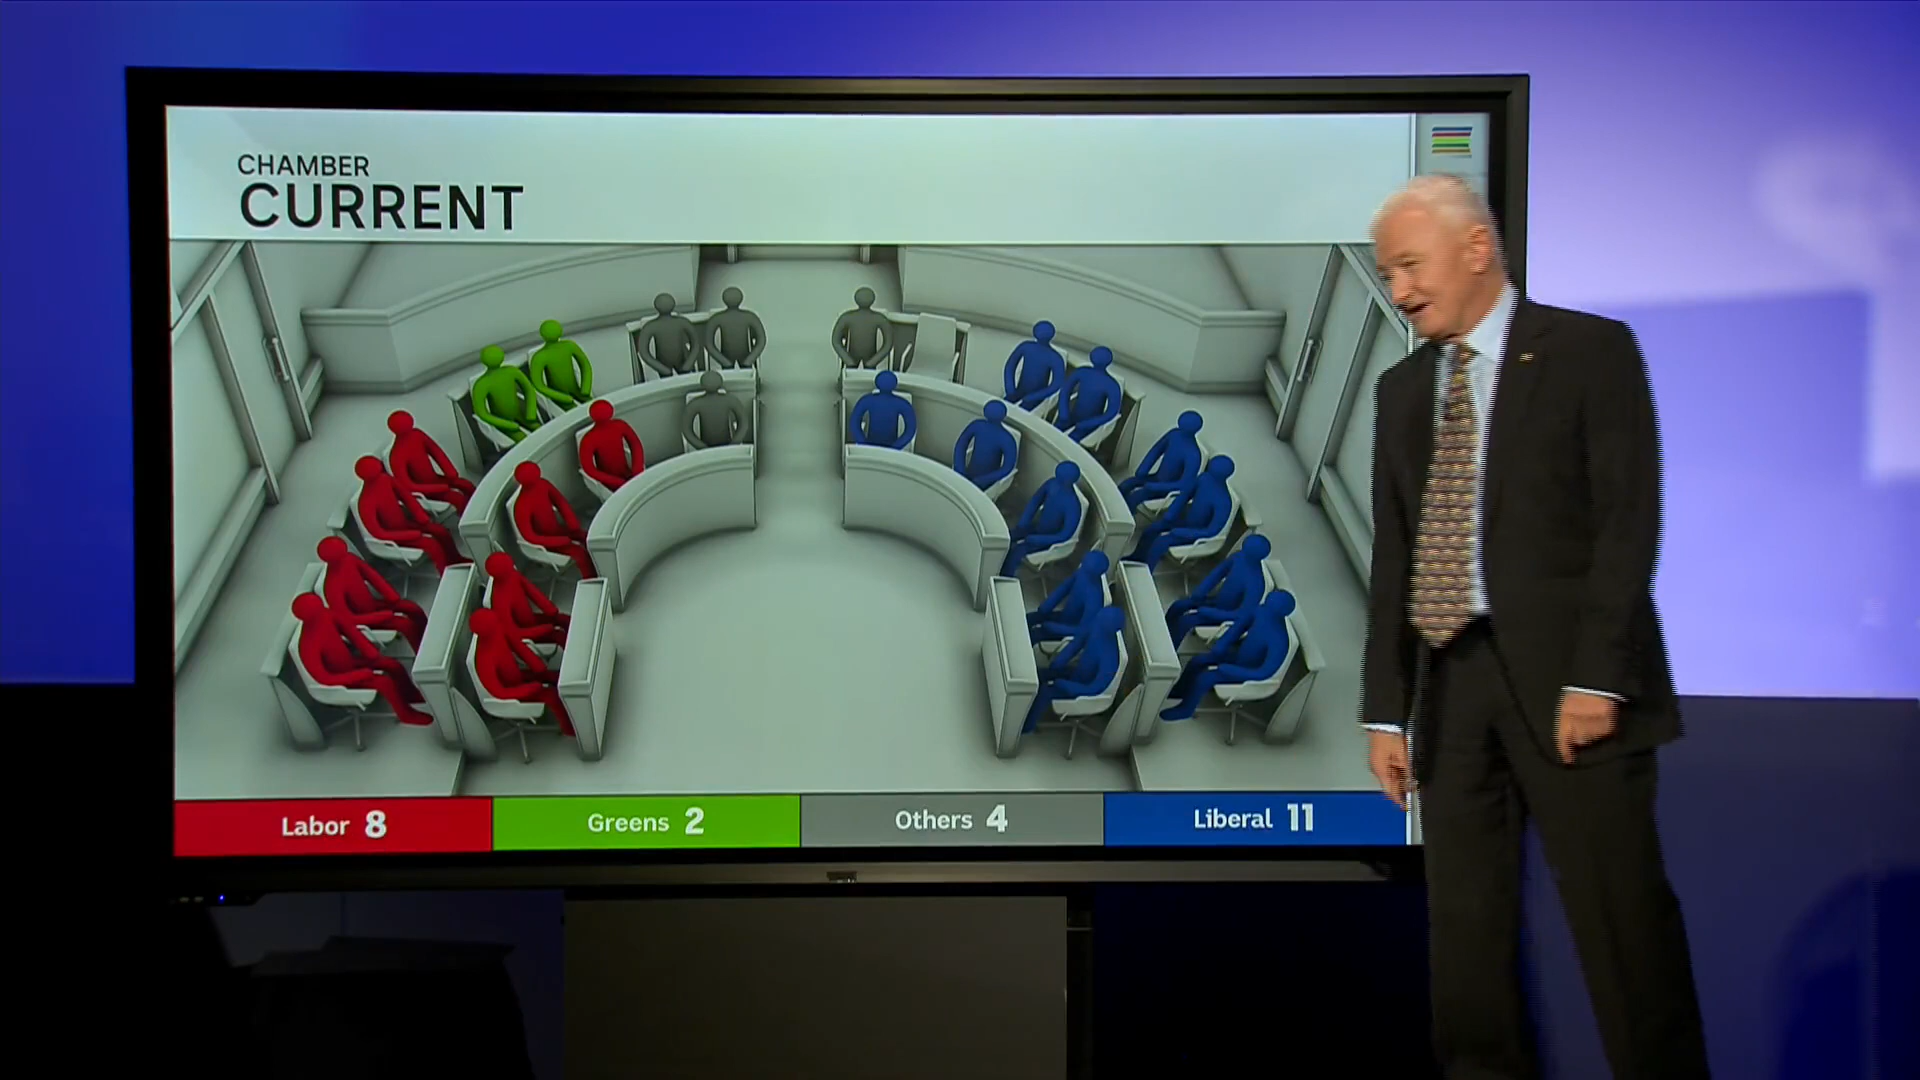 CHAMBER
CURRENT
Labor 8
Greens 2
Others 4
Liberal 11